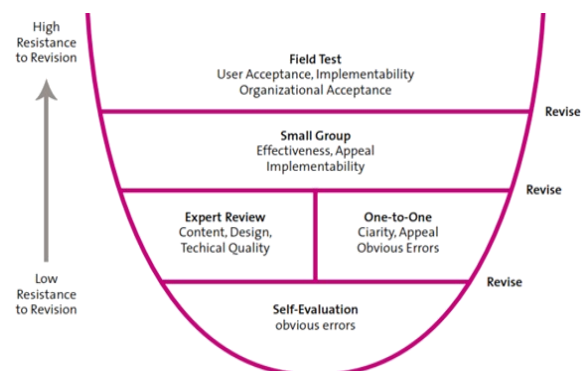 High
Resistance
to Revision
Field Test
User Acceptance, Implementability
Organizational Acceptance
Revise
Small Group
Effectiveness, Appeal
Implementability
Revise
Expert Review
Content, Design,
Techical Quality
One-to-One
Ciarity, Appeal
Obvious Errors
Revise
Low
Resistance
to Revision
Self-Evaluation
obvious errors